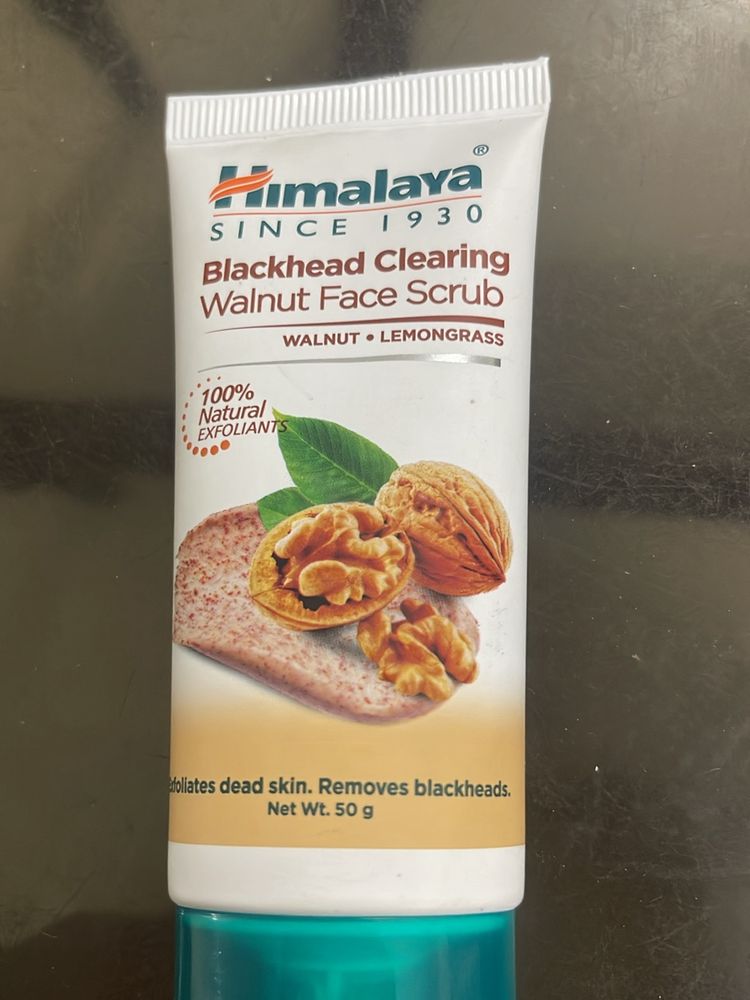 Himalaya®
SINCE 1930
Blackhead Clearing
Walnut Face Scrub
WALNUT • LEMONGRASS
100%
Natural
EXFOLIANTS
Exfoliates dead skin. Removes blackheads.
Net Wt. 50 g